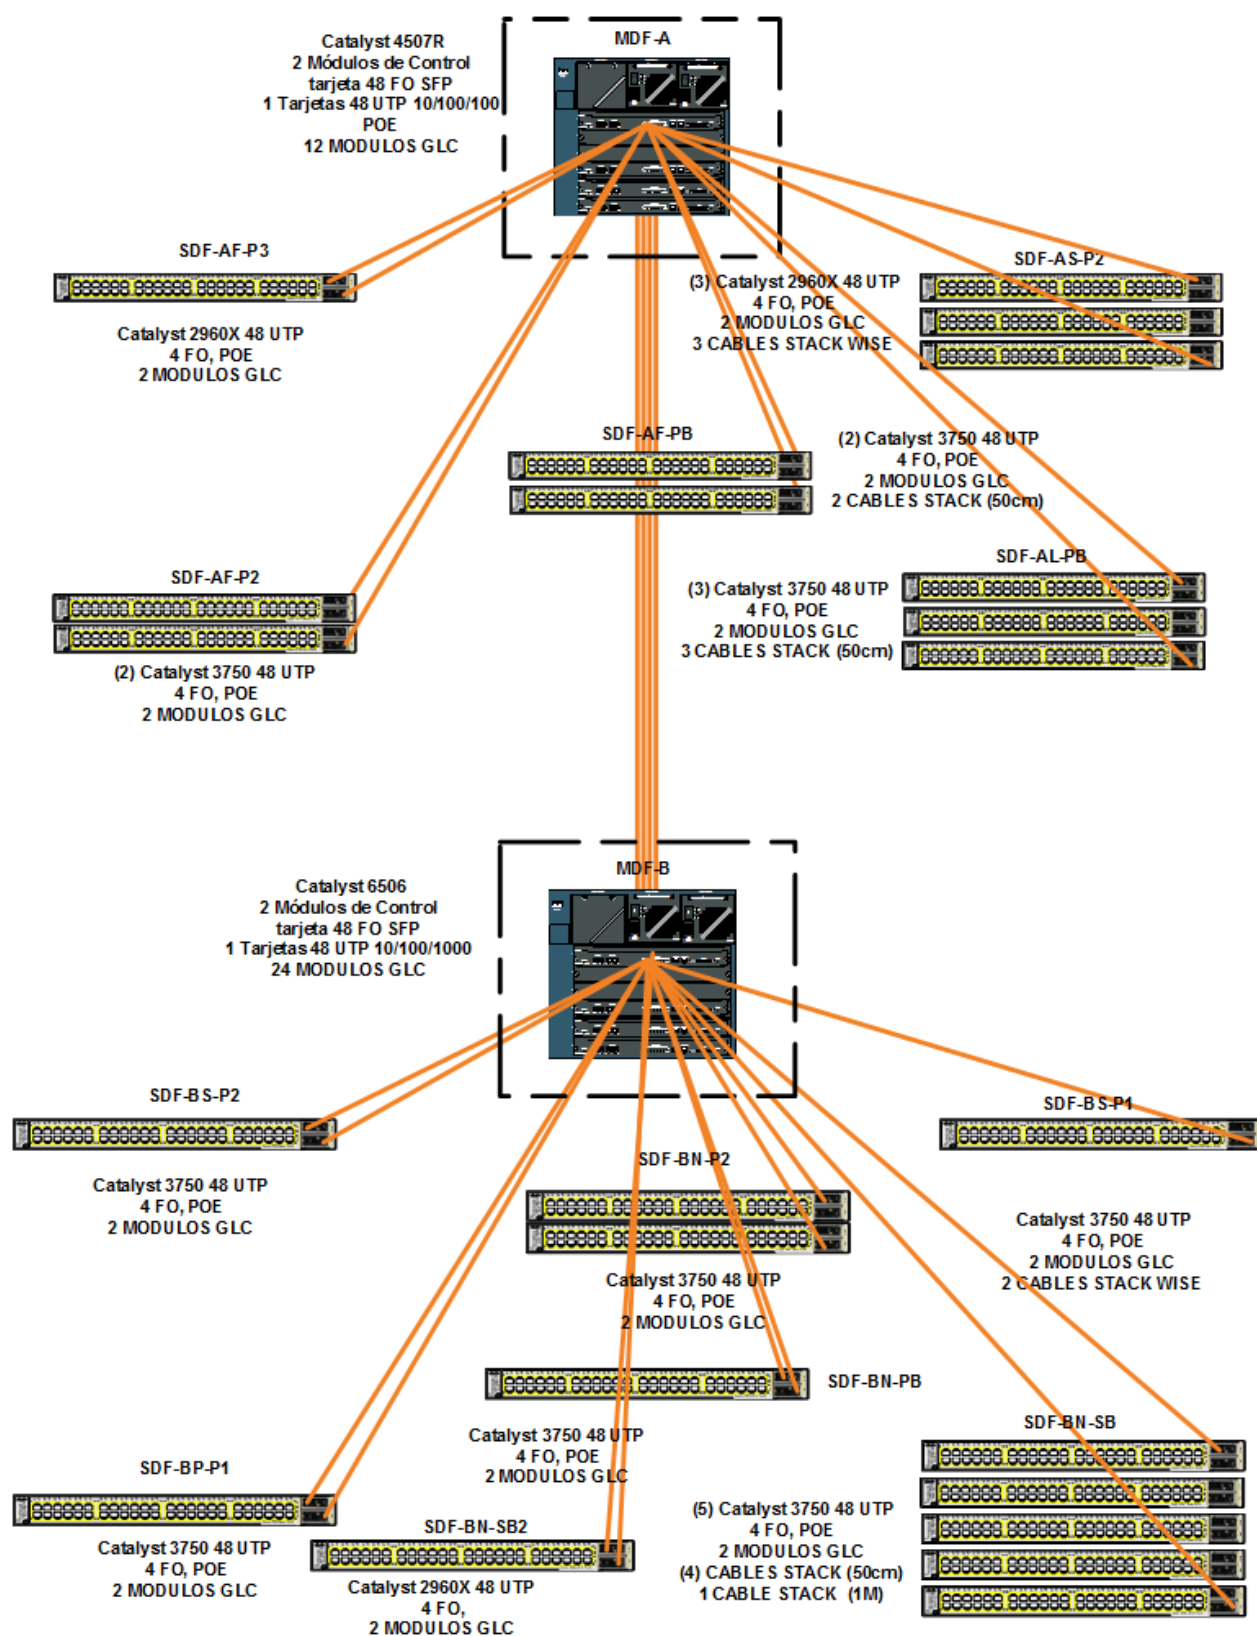 MDF-A
Catalyst 4507R
2 Módulos de Control
tarjeta 48 FO SFP
1 Tarjetas 48 UTP 10/100/100
POE
12 MODULOS GLC
SDF-AF-P3
Catalyst 2960X 48 UTP
4 FO, POE
2 MODULOS GLC
SDF-AS-P2
(3) Catalyst 2960X 48 UTP
4 FO, POE
2 MODULOS GLC
3 CABLES STACK WISE
SDF-AF-PB
(2) Catalyst 3750 48 UTP
4 FO, POE
2 MODULOS GLC
2 CABLES STACK (50cm)
SDF-AF-P2
(2) Catalyst 3750 48 UTP
4 FO, POE
2 MODULOS GLC
SDF-AL-PB
(3) Catalyst 3750 48 UTP
4 FO, POE
2 MODULOS GLC
3 CABLES STACK (50cm)
MDF-B
Catalyst 6506
2 Módulos de Control
tarjeta 48 FO SFP
1 Tarjetas 48 UTP 10/100/1000
24 MODULOS GLC
SDF-BS-P2
Catalyst 3750 48 UTP
4 FO, POE
2 MODULOS GLC
SDF-BS-P1
Catalyst 3750 48 UTP
4 FO, POE
2 MODULOS GLC
2 CABLES STACK WISE
SDF-BN-P2
Catalyst 3750 48 UTP
4 FO, POE
2 MODULOS GLC
SDF-BN-PB
Catalyst 3750 48 UTP
4 FO, POE
2 MODULOS GLC
SDF-BN-SB
(5) Catalyst 3750 48 UTP
4 FO, POE
2 MODULOS GLC
(4) CABLES STACK (50cm)
1 CABLE STACK (1M)
SDF-BP-P1
Catalyst 3750 48 UTP
4 FO, POE
2 MODULOS GLC
SDF-BN-SB2
Catalyst 2960X 48 UTP
4 FO,
2 MODULOS GLC